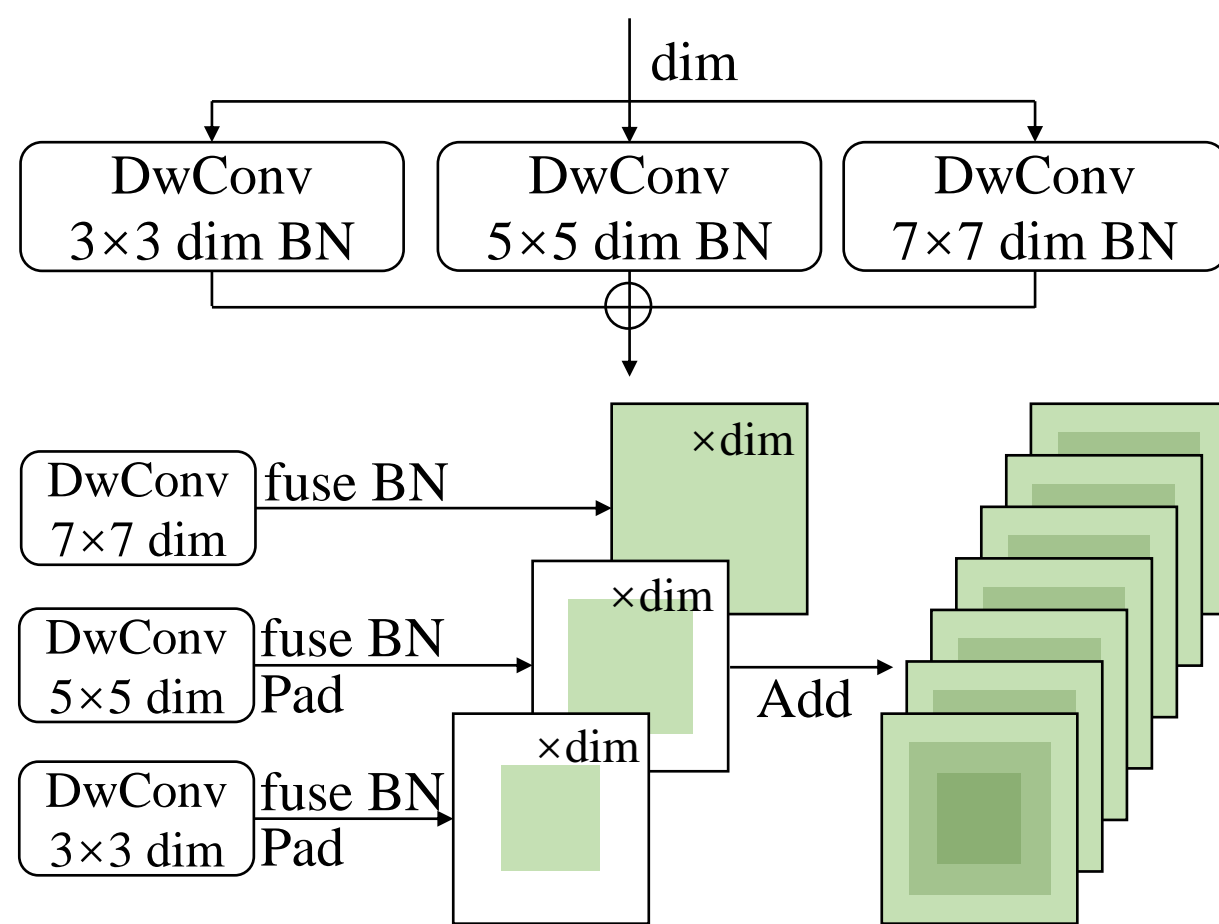 dim
DwConv
3×3 dim BN
DwConv
5×5 dim BN
DwConv
7×7 dim BN
×dim
DwConv
7×7 dim
fuse BN
×dim
DwConv
5×5 dim
fuse BN
Pad
Add
×dim
DwConv
3×3 dim
fuse BN
Pad